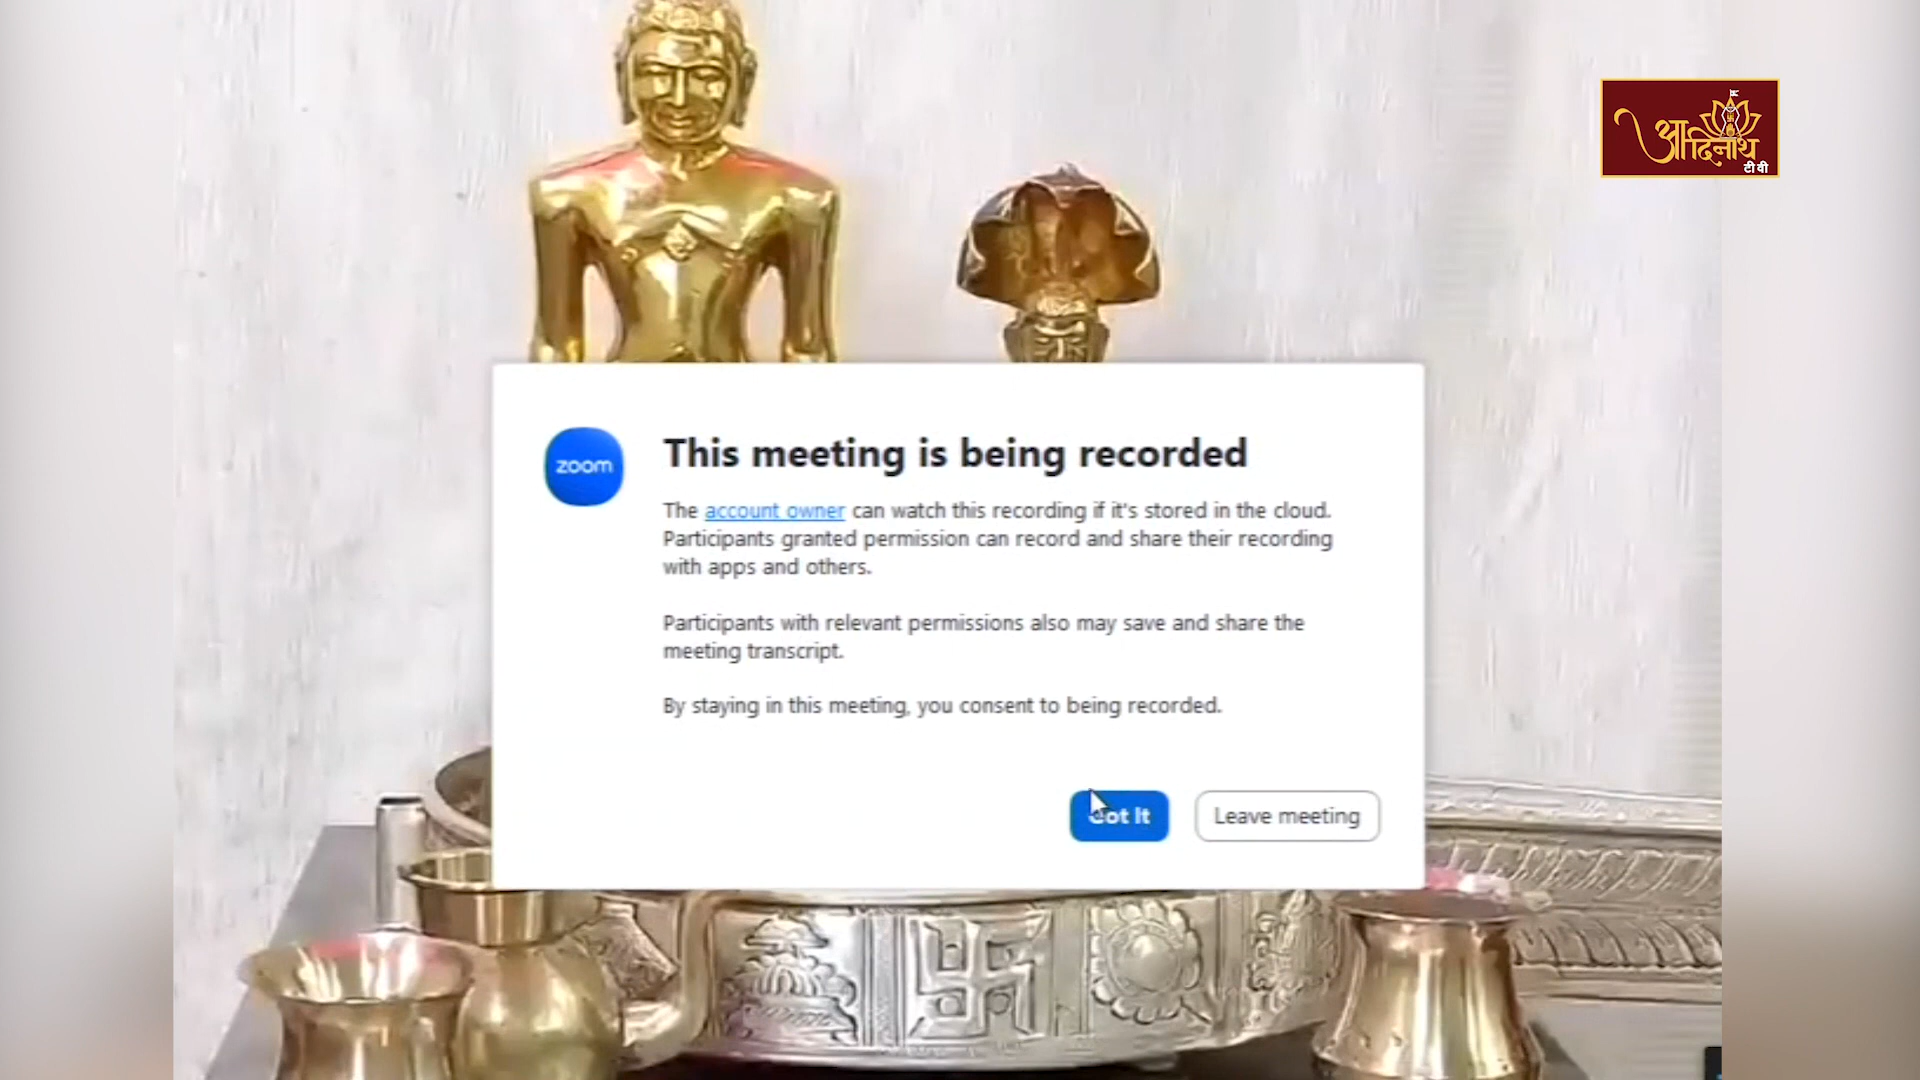 आदिनाथ
टी वी
zoom
This meeting is being recorded
The account owner can watch this recording if it's stored in the cloud.
Participants granted permission can record and share their recording
with apps and others.
Participants with relevant permissions also may save and share the
meeting transcript.
By staying in this meeting, you consent to being recorded.
Got It
Leave meeting